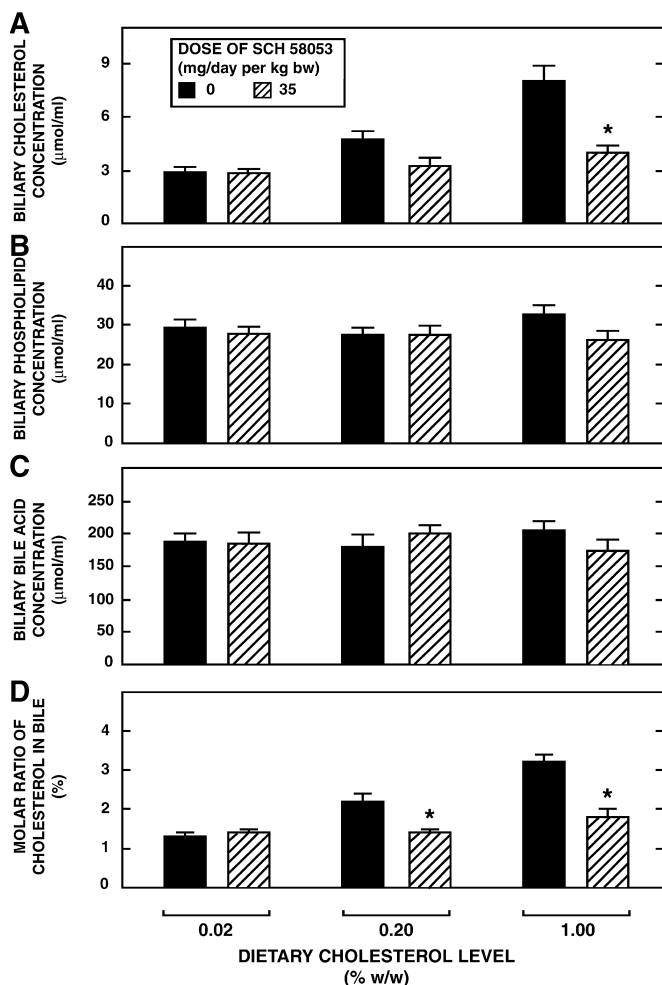 A
BILIARY CHOLESTEROL
CONCENTRATION
(μmol/ml)
9
6
3
0
DOSE OF SCH 58053
(mg/day per kg bw)
0 35
*
B
BILIARY PHOSPHOLIPID
CONCENTRATION
(μmol/ml)
40
30
20
10
0
C
BILIARY BILE ACID
CONCENTRATION
(μmol/ml)
250
200
150
100
50
0
D
MOLAR RATIO OF
CHOLESTEROL IN BILE
(%)
4
3
2
1
0
*
*
0.02 0.20 1.00
DIETARY CHOLESTEROL LEVEL
(% w/w)